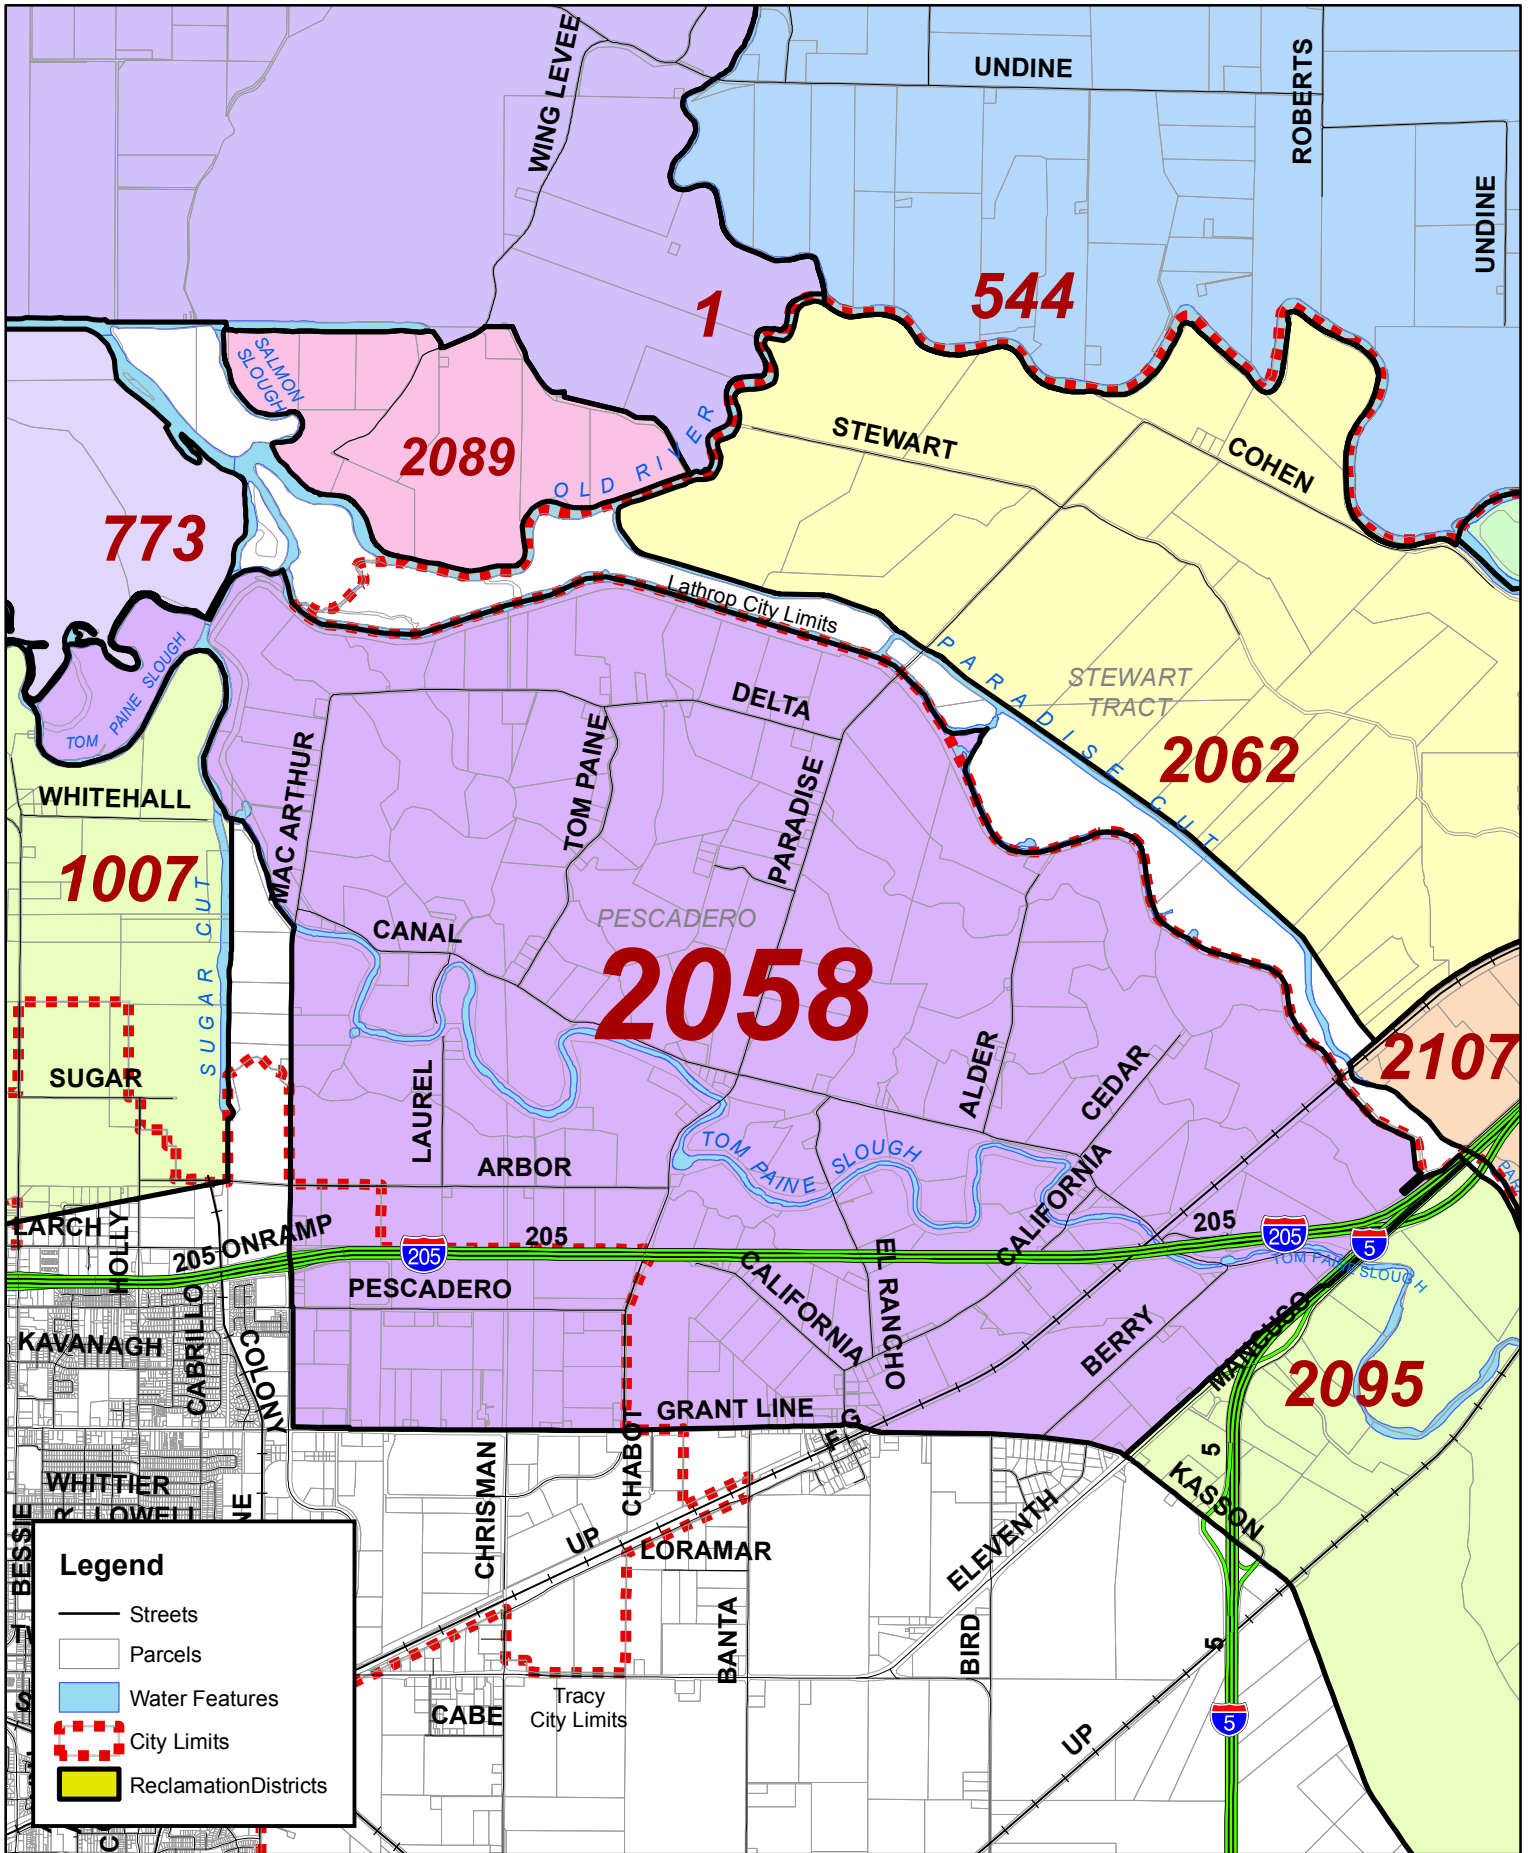 WING LEVEE
UNDINE
ROBERTS
UNDINE
1
544
SALMON
SLOUGH
2089
OLD RIVER
STEWART
COHEN
773
Lathrop City Limits
TOM PAINE SLOUGH
PARADISE CUT
STEWART
TRACT
2062
DELTA
MAC ARTHUR
TOM PAINE
PARADISE
WHITEHALL
1007
SUGAR CUT
CANAL
PESCADERO
2058
SUGAR
LAUREL
ALDER
CEDAR
2107
ARBOR
TOM PAINE SLOUGH
CALIFORNIA
PAR
LARCH
HOLLY
205 ONRAMP
205
205
205
205
5
TOM PAINE SLOUGH
PESCADERO
CALIFORNIA
EL RANCHO
BERRY
MANCUSO
KAVANAGH
CABRILLO
COLONY
2095
GRANT LINE
G
F
CHRISMAN
CHABOT
WHITTIER
LOWELL
BESSIE
R
NE
UP
LORAMAR
ELEVENTH
KASSON
5
5
BANTA
BIRD
CABE
Tracy
City Limits
UP
5
Legend
Streets
Parcels
Water Features
City Limits
ReclamationDistricts